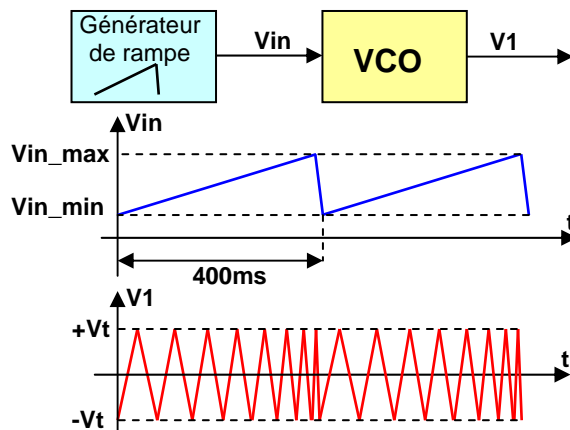 Générateur
de rampe
Vin
VCO
V1
Vin
Vin_max
Vin_min
t
400ms
V1
+Vt
t
-Vt